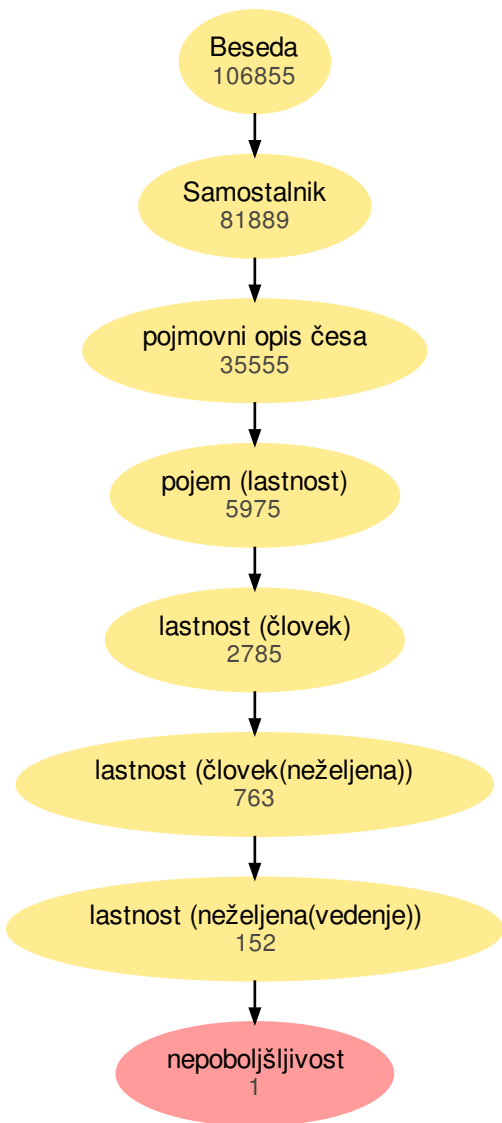 Beseda
106855
Samostalnik
81889
pojmovni opis česa
35555
pojem (lastnost)
5975
lastnost (človek)
2785
lastnost (človek(neželjena))
763
lastnost (neželjena(vedenje))
152
nepoboljšljivost
1